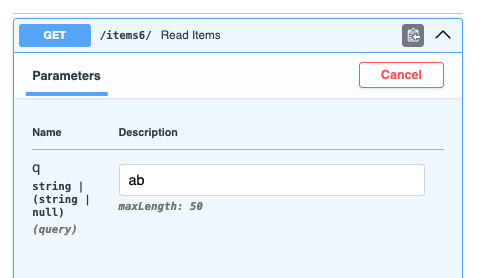 GET /items6/ Read Items
Parameters
Cancel
Name Description
q
string |
(string |
null)
(query)
ab
maxLength: 50